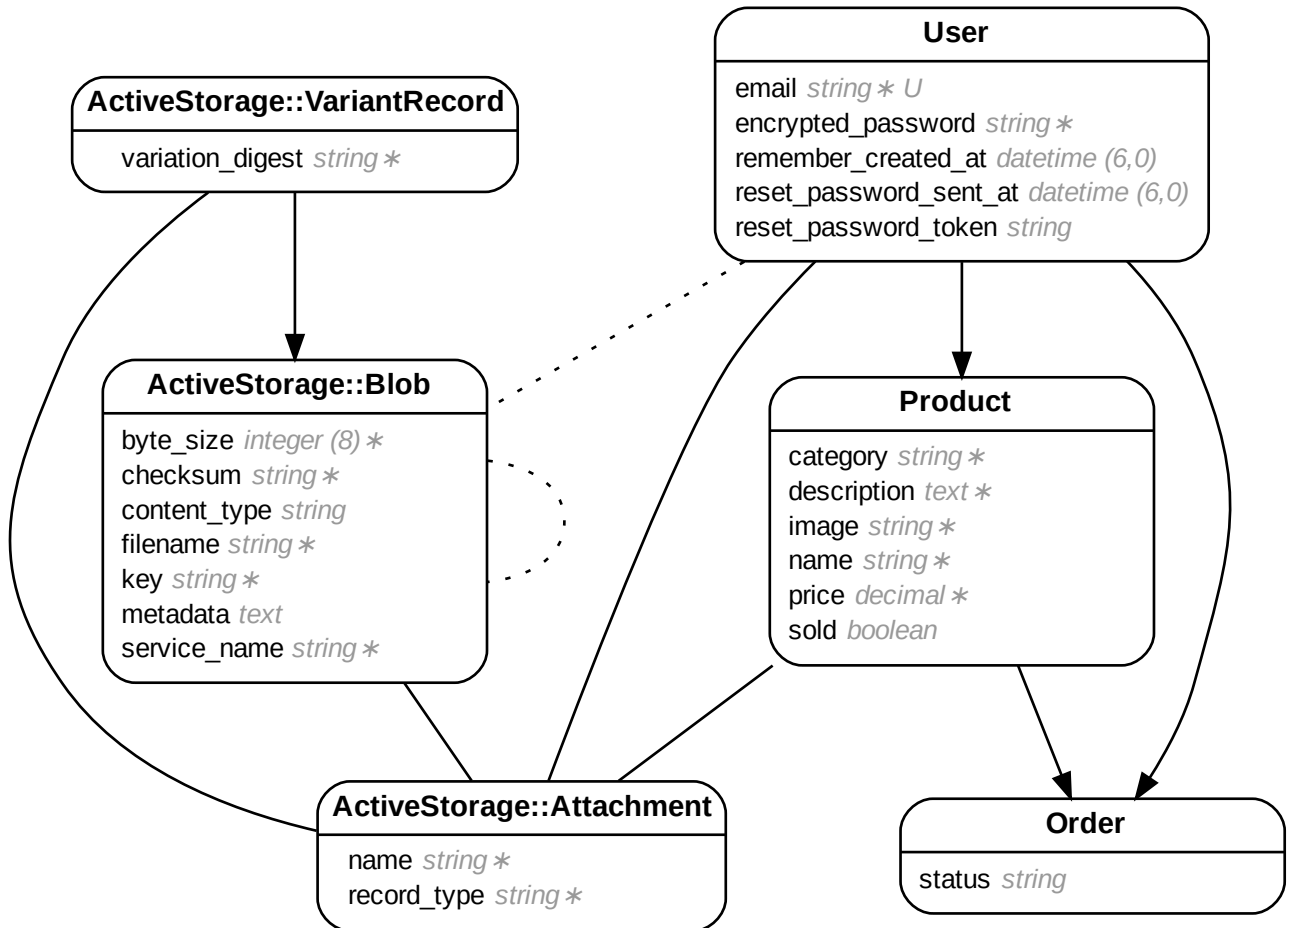 User
email string ∗ U
encrypted_password string ∗
remember_created_at datetime (6,0)
reset_password_sent_at datetime (6,0)
reset_password_token string
ActiveStorage::VariantRecord
variation_digest string ∗
ActiveStorage::Blob
byte_size integer (8) ∗
checksum string ∗
content_type string
filename string ∗
key string ∗
metadata text
service_name string ∗
Product
category string ∗
description text ∗
image string ∗
name string ∗
price decimal ∗
sold boolean
ActiveStorage::Attachment
name string ∗
record_type string ∗
Order
status string